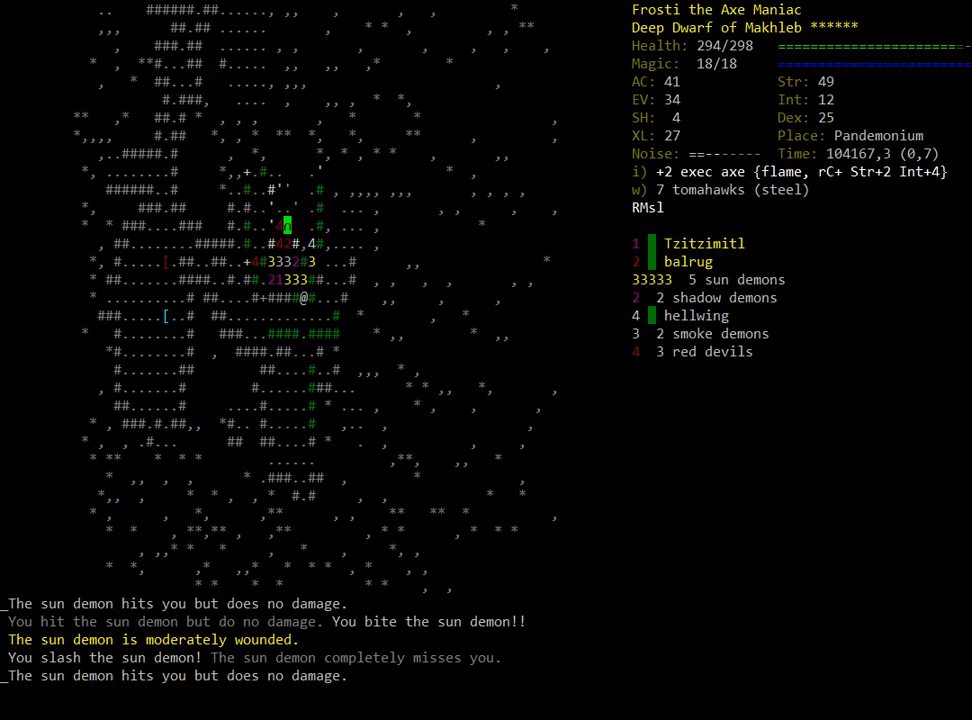 Frosti the Axe Maniac
Deep Dwarf of Makhleb ******
Health: 294/298
Magic: 18/18
AC: 41 Str: 49
EV: 34 Int: 12
SH: 4 Dex: 25
XL: 27 Place: Pandemonium
Noise: ==------- Time: 104167,3 (0,7)
i) +2 exec axe {flame, rC+ Str+2 Int+4}
w) 7 tomahawks (steel)
RMsl
1 Tzitzimitl
2 balrug
33333 5 sun demons
2 2 shadow demons
4 hellwing
3 2 smoke demons
4 3 red devils
_The sun demon hits you but does no damage.
You hit the sun demon but do no damage. You bite the sun demon!!
The sun demon is moderately wounded.
You slash the sun demon! The sun demon completely misses you.
_The sun demon hits you but does no damage.